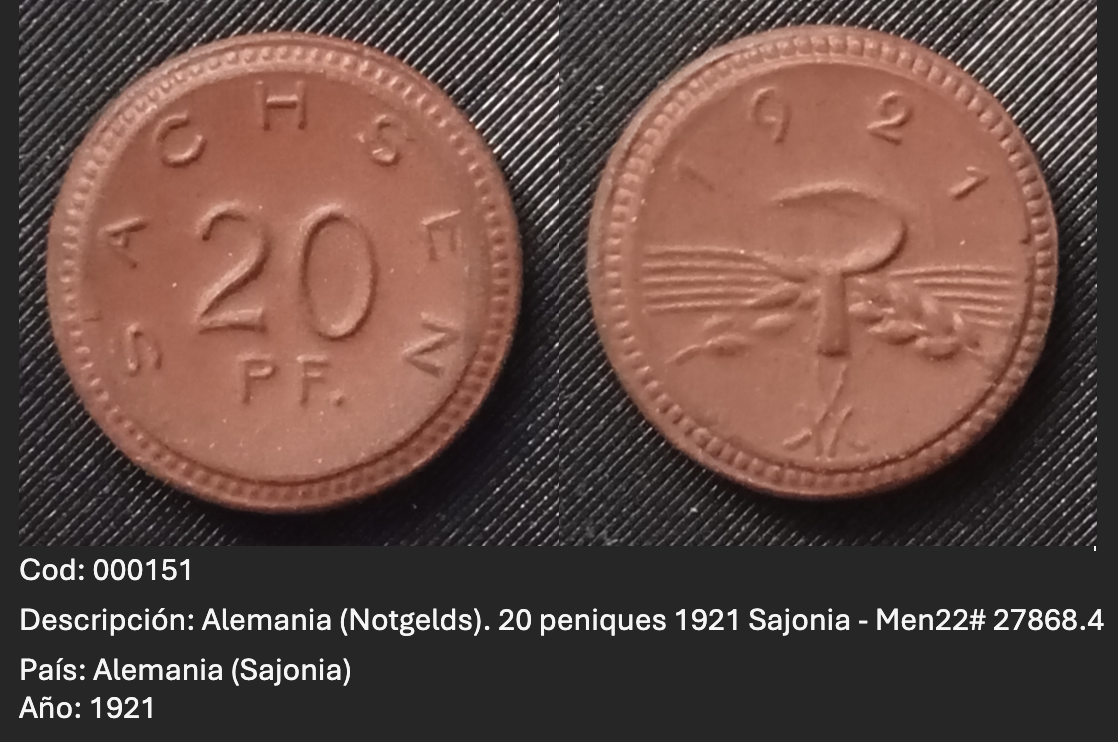 SACHSEN
20
PF.
1921
Cod: 000151
Descripción: Alemania (Notgelds). 20 peniques 1921 Sajonia - Men22# 27868.4
País: Alemania (Sajonia)
Año: 1921